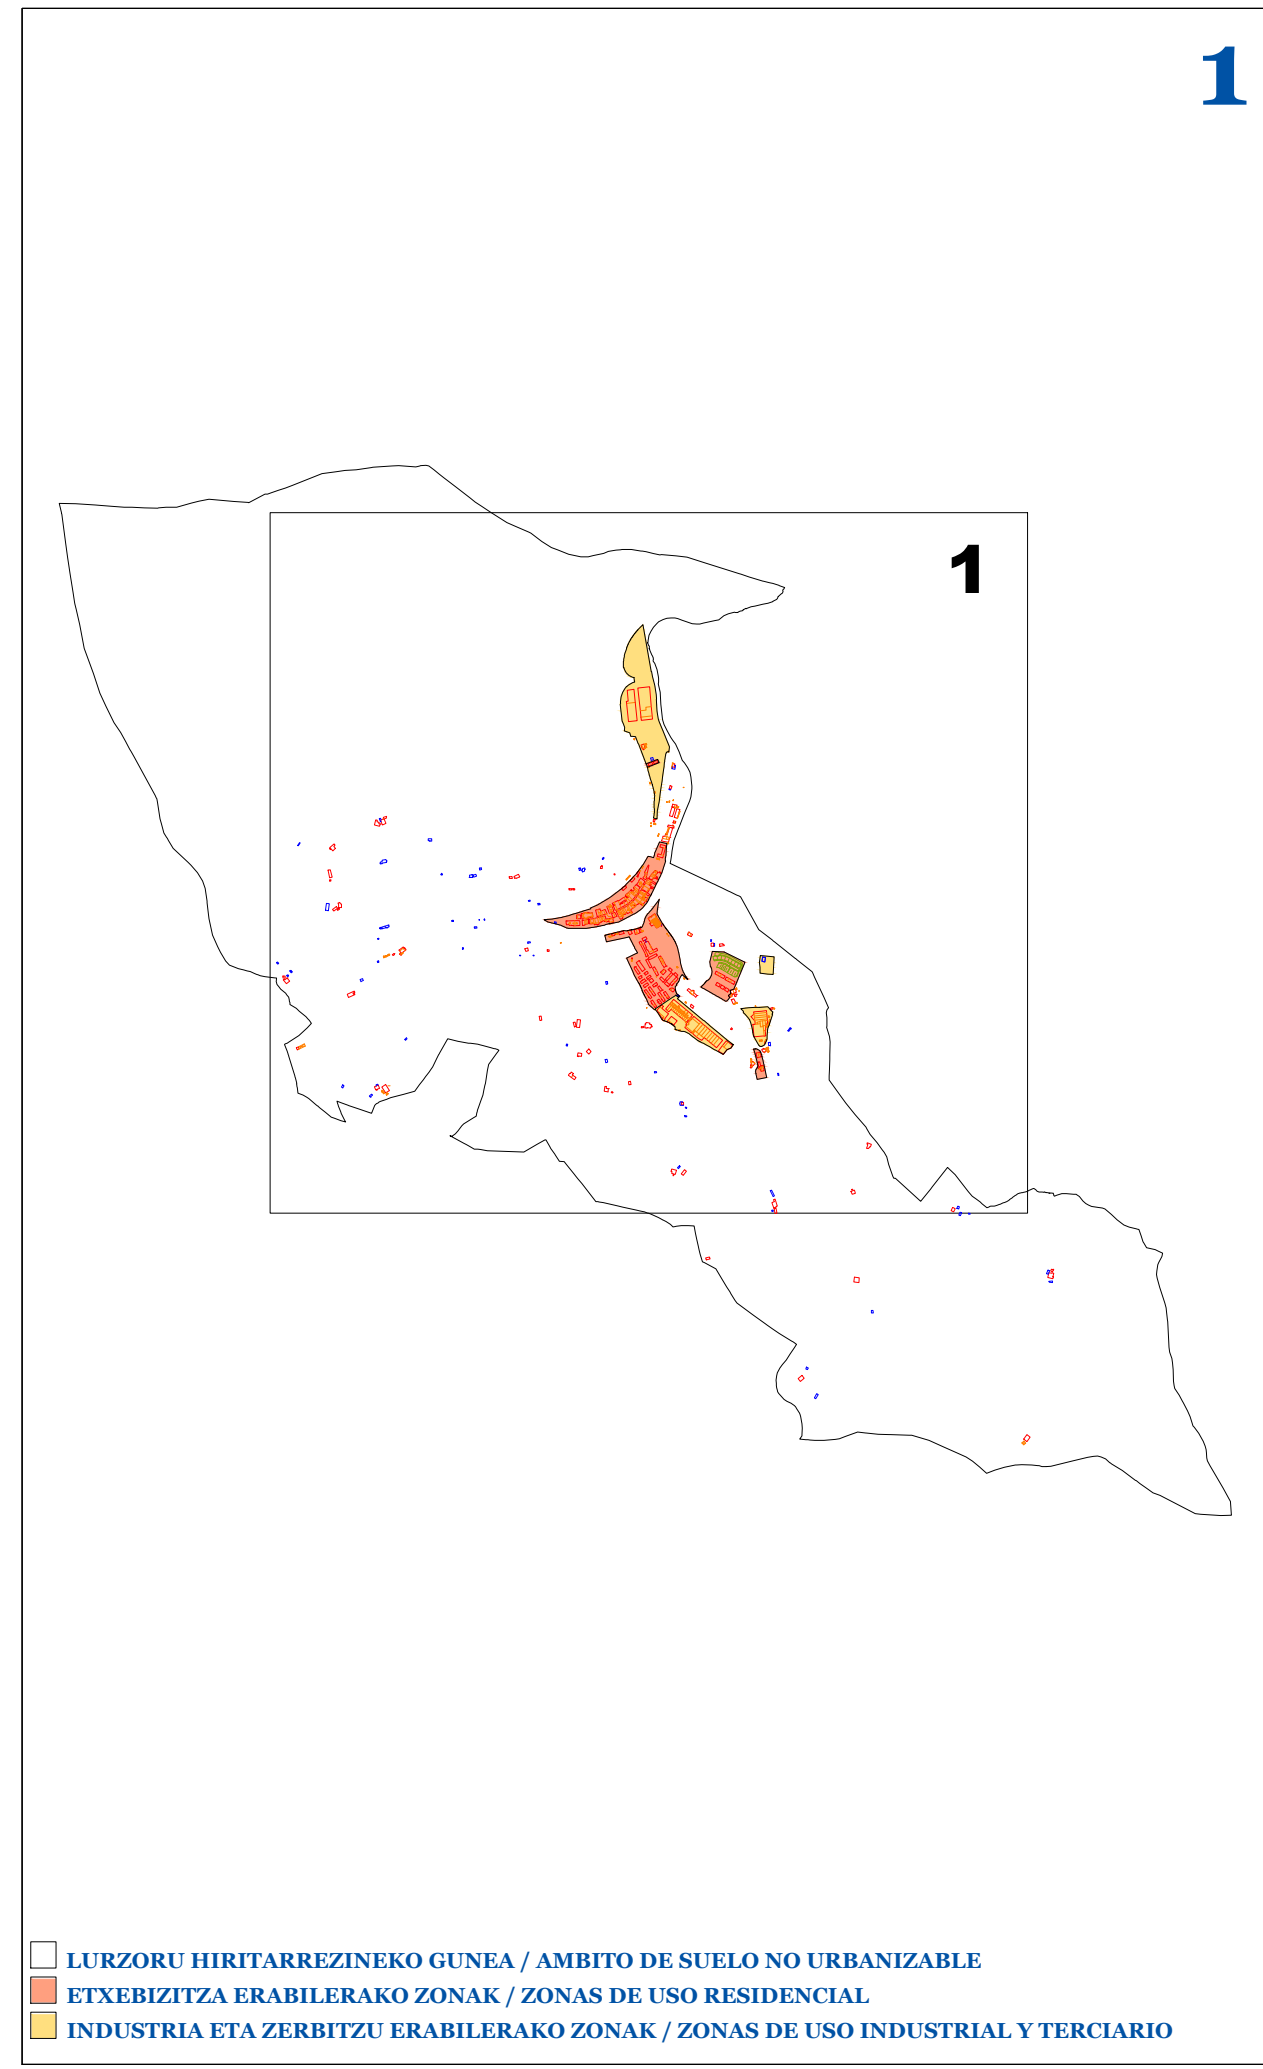 1
1
LURZORU HIRITARREZINEKO GUNEA / AMBITO DE SUELO NO URBANIZABLE
ETXEBIZITZA ERABILERAKO ZONAK / ZONAS DE USO RESIDENCIAL
INDUSTRIA ETA ZERBITZU ERABILERAKO ZONAK / ZONAS DE USO INDUSTRIAL Y TERCIARIO